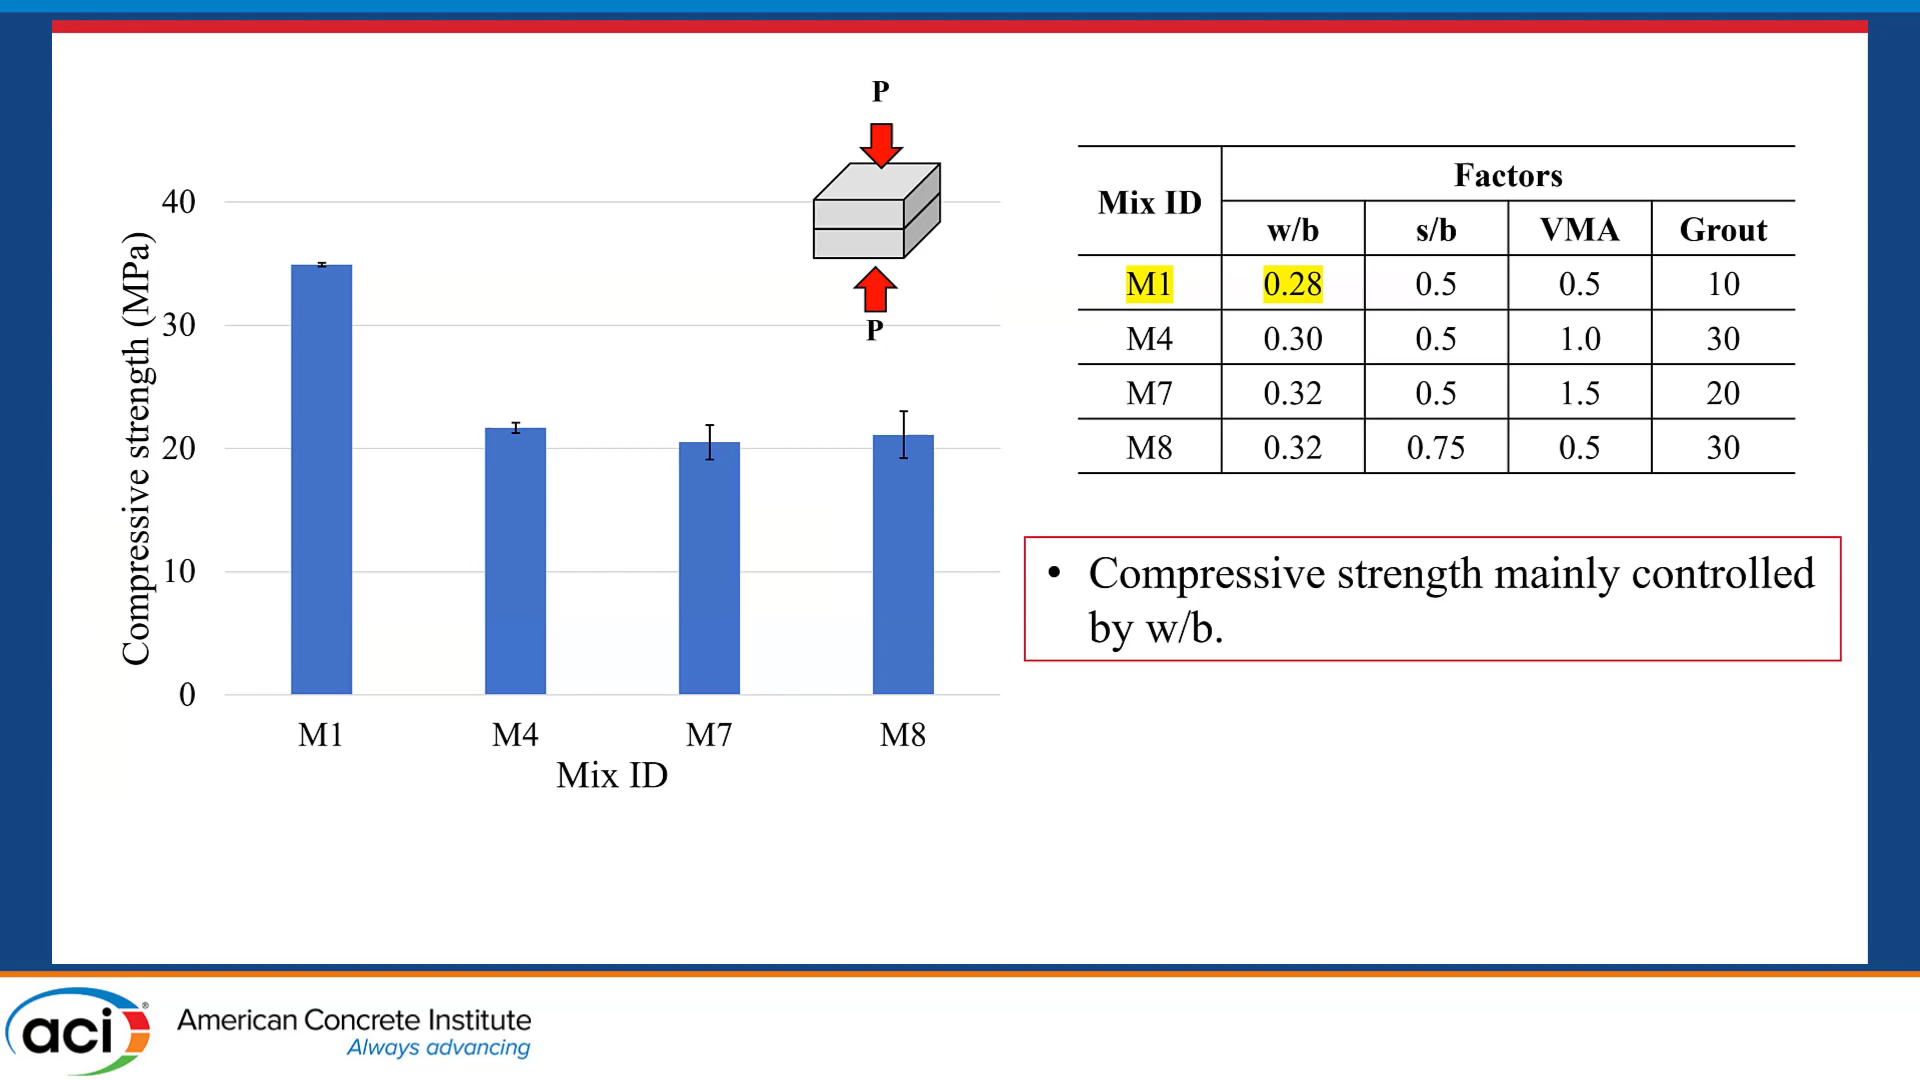 P
P
40
30
20
10
0
Compressive strength (MPa)
M1 M4 M7 M8
Mix ID
Mix ID Factors
w/b s/b VMA Grout
M1 0.28 0.5 0.5 10
M4 0.30 0.5 1.0 30
M7 0.32 0.5 1.5 20
M8 0.32 0.75 0.5 30
• Compressive strength mainly controlled
by w/b.
aci®
American Concrete Institute
Always advancing